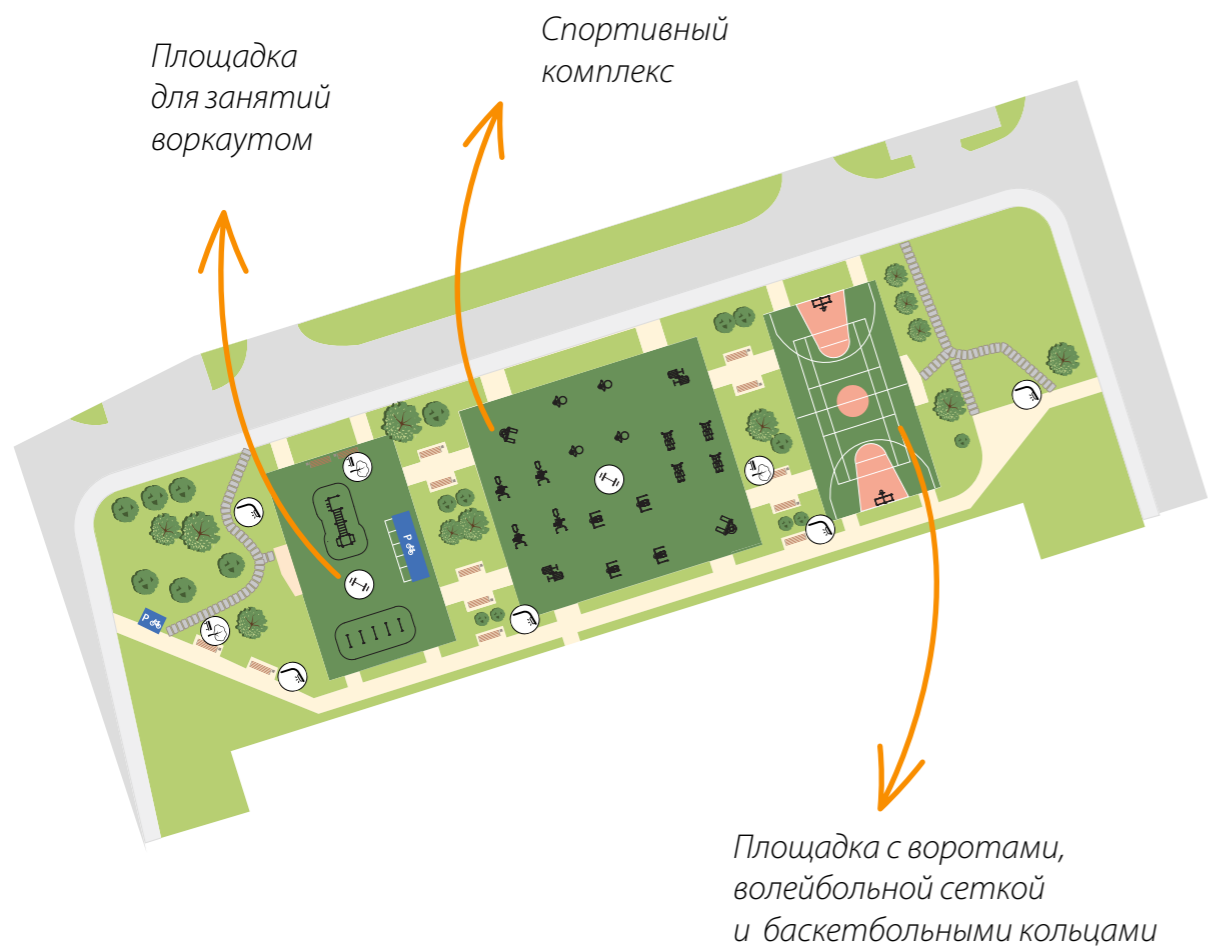 Спортивный
комплекс
Площадка
для занятий
воркаутом
P
P
Площадка с воротами,
волейбольной сеткой
и баскетбольными кольцами